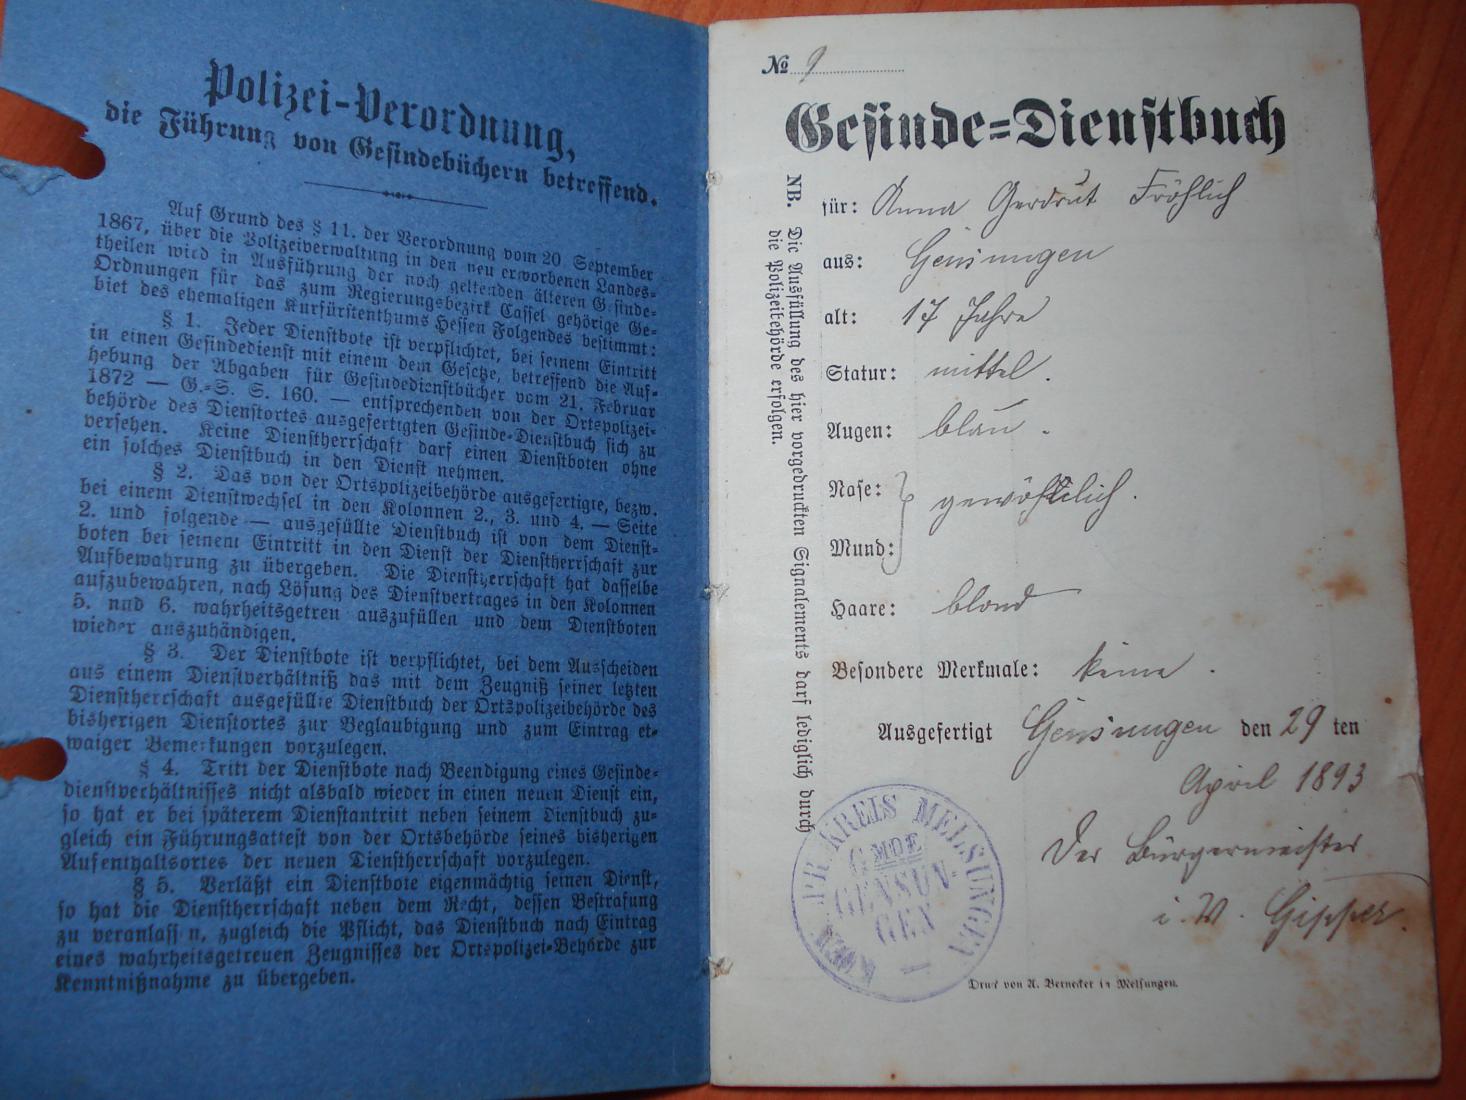 Polizei-Verordnung,
die Führung von Gesindebüchern betreffend.
Auf Grund des § 11. der Verordnung vom 20. September
1867, über die Polizeiverwaltung in den neu erworbenen Landes-
theilen wird in Ausführung der noch geltenden älteren Gesinde-
Ordnungen für das zum Regierungsbezirk Cassel gehörige Ge-
biet des ehemaligen Kurfürstenthums Hessen Folgendes bestimmt:
§ 1. Jeder Dienstbote ist verpflichtet, bei seinem Eintritt
in einen Gesindedienst mit einem dem Gesetze, betreffend die Auf-
hebung der Abgaben für Gesindedienstbücher vom 21. Februar
1872 — G.-S. S. 160. — entsprechenden von der Ortspolizei-
behörde des Dienstortes ausgefertigten Gesinde-Dienstbuch sich zu
versehen. Keine Dienstherrschaft darf einen Dienstboten ohne
ein solches Dienstbuch in den Dienst nehmen.
§ 2. Das von der Ortspolizeibehörde ausgefertigte, bezw.
bei einem Dienstwechsel in den Kolonnen 2., 3. und 4. — Seite
2. und folgende — ausgefüllte Dienstbuch ist von dem Dienst-
boten bei seinem Eintritt in den Dienst der Dienstherrschaft zur
Aufbewahrung zu übergeben. Die Dienstherrschaft hat dasselbe
aufzubewahren, nach Lösung des Dienstvertrages in den Kolonnen
5. und 6. wahrheitsgetreu auszufüllen und dem Dienstboten
wieder auszuhändigen.
§ 3. Der Dienstbote ist verpflichtet, bei dem Ausscheiden
aus einem Dienstverhältniß das mit dem Zeugniß seiner letzten
Dienstherrschaft ausgefüllte Dienstbuch der Ortspolizeibehörde des
bisherigen Dienstortes zur Beglaubigung und zum Eintrag et-
waiger Bemerkungen vorzulegen.
§ 4. Tritt der Dienstbote nach Beendigung eines Gesinde-
dienstverhältnisses nicht alsbald wieder in einen neuen Dienst ein,
so hat er bei späterem Dienstantritt neben seinem Dienstbuch zu-
gleich ein Führungsattest von der Ortsbehörde seines bisherigen
Aufenthaltsortes der neuen Dienstherrschaft vorzulegen.
§ 5. Verläßt ein Dienstbote eigenmächtig seinen Dienst,
so hat die Dienstherrschaft neben dem Recht, dessen Bestrafung
zu veranlassen, zugleich die Pflicht, das Dienstbuch nach Eintrag
eines wahrheitsgetreuen Zeugnisses der Ortspolizei-Behörde zur
Kenntnißnahme zu übergeben.
№ 9
Gesinde=Dienstbuch
NB. Die Ausfüllung des hier vorgedruckten Signalements darf lediglich durch
die Polizeibehörde erfolgen.
für: Anna Gerdrut Fröhlich
aus: Gensungen
alt: 17 Jahre
Statur: mittel.
Augen: blau.
Nase: gewöhnlich.
Mund:
Haare: blond
Besondere Merkmale: keine.
Ausgefertigt Gensungen den 29 ten
April 1893
Der Bürgermeister
i. V. Gipper.
KGR. PR. KREIS MELSUNGEN
GMDE
GENSUN-
GEN
Druck von A. Bernecker in Melsungen.